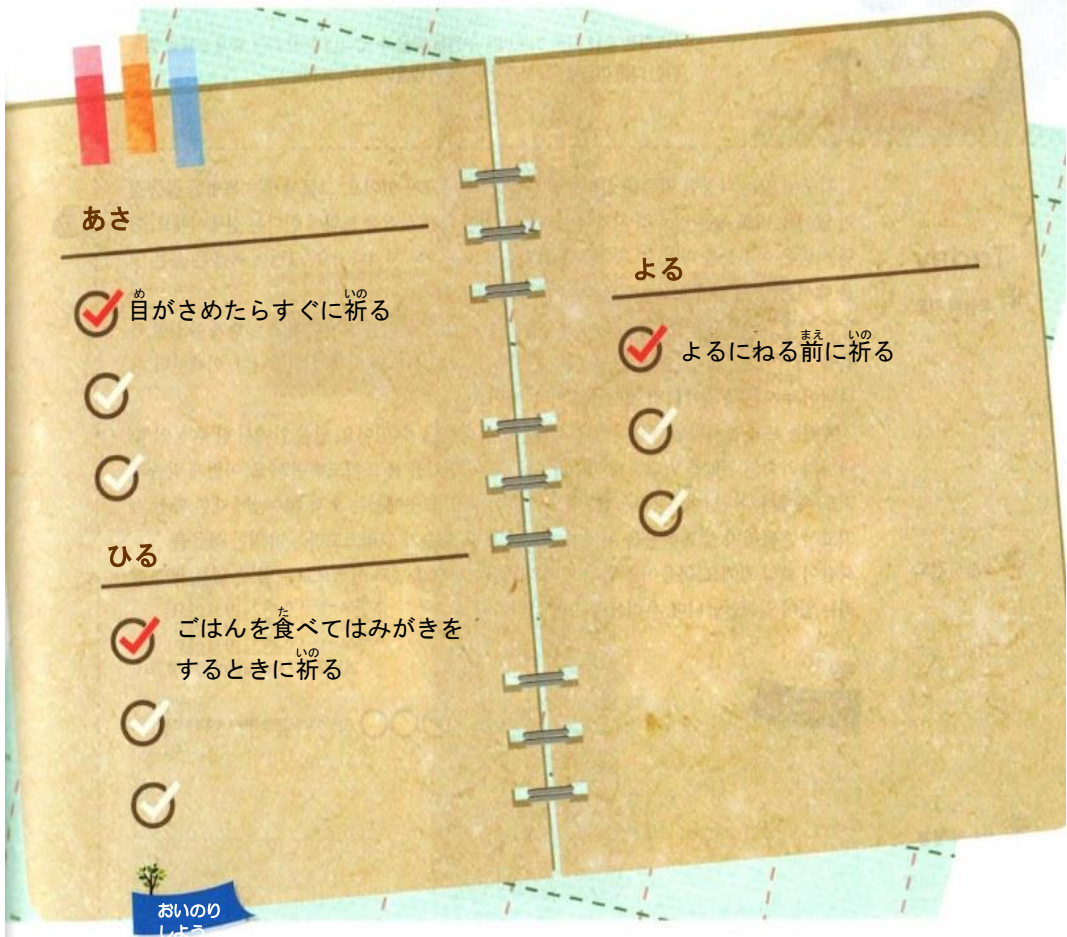 あさ
目がさめたらすぐに祈る
ひる
ごはんを食べてはみがきを
するときに祈る
よる
よるにねる前に祈る
おいのり
しよう